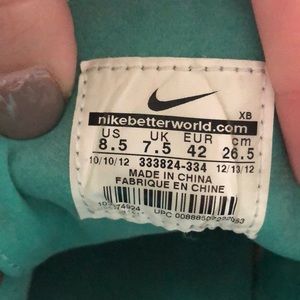 XB
nikebetterworld.com
US UK EUR cm
8.5 7.5 42 26.5
10/10/12 333824-334 12/13/12
MADE IN CHINA
FABRIQUE EN CHINE
UPC